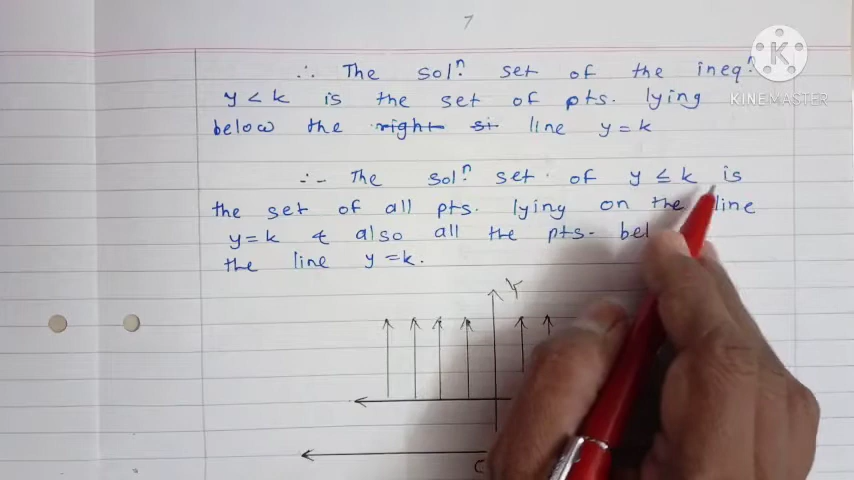 7
∴ The solⁿ. set of the ineqⁿ.
y < k is the set of pts. lying
below the right si line y = k
∴- The solⁿ. set of y ≤ k is
the set of all pts. lying on the line
y = k & also all the pts. bel
the line y = k.
Y
KINEMASTER